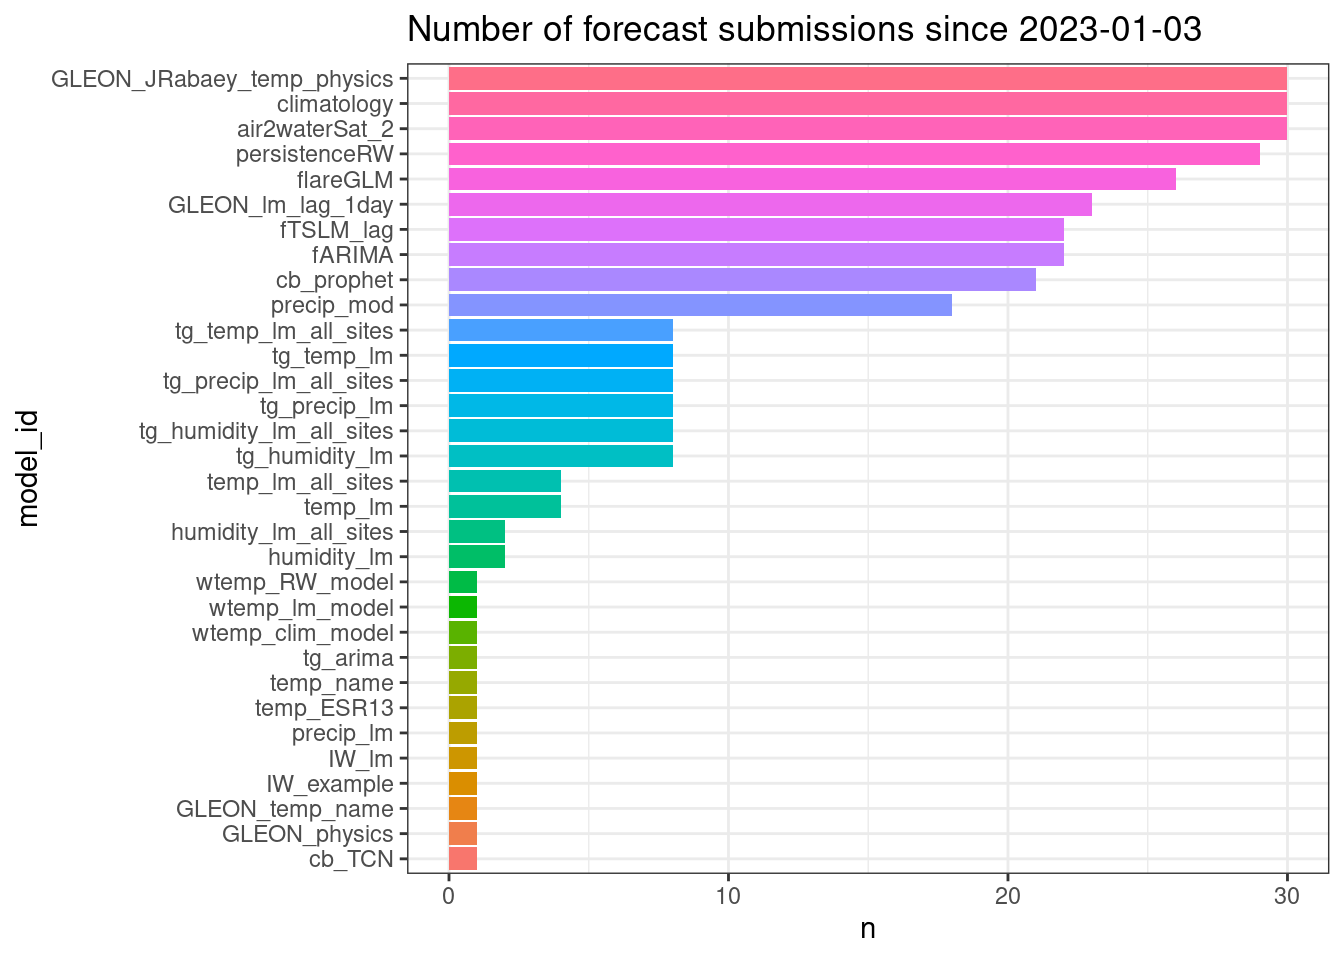 Number of forecast submissions since 2023-01-03
GLEON_JRabaey_temp_physics
climatology
air2waterSat_2
persistenceRW
flareGLM
GLEON_lm_lag_1day
fTSLM_lag
fARIMA
cb_prophet
precip_mod
tg_temp_lm_all_sites
tg_temp_lm
tg_precip_lm_all_sites
tg_precip_lm
tg_humidity_lm_all_sites
tg_humidity_lm
temp_lm_all_sites
temp_lm
humidity_lm_all_sites
humidity_lm
wtemp_RW_model
wtemp_lm_model
wtemp_clim_model
tg_arima
temp_name
temp_ESR13
precip_lm
IW_lm
IW_example
GLEON_temp_name
GLEON_physics
cb_TCN
model_id
0 10 20 30
n